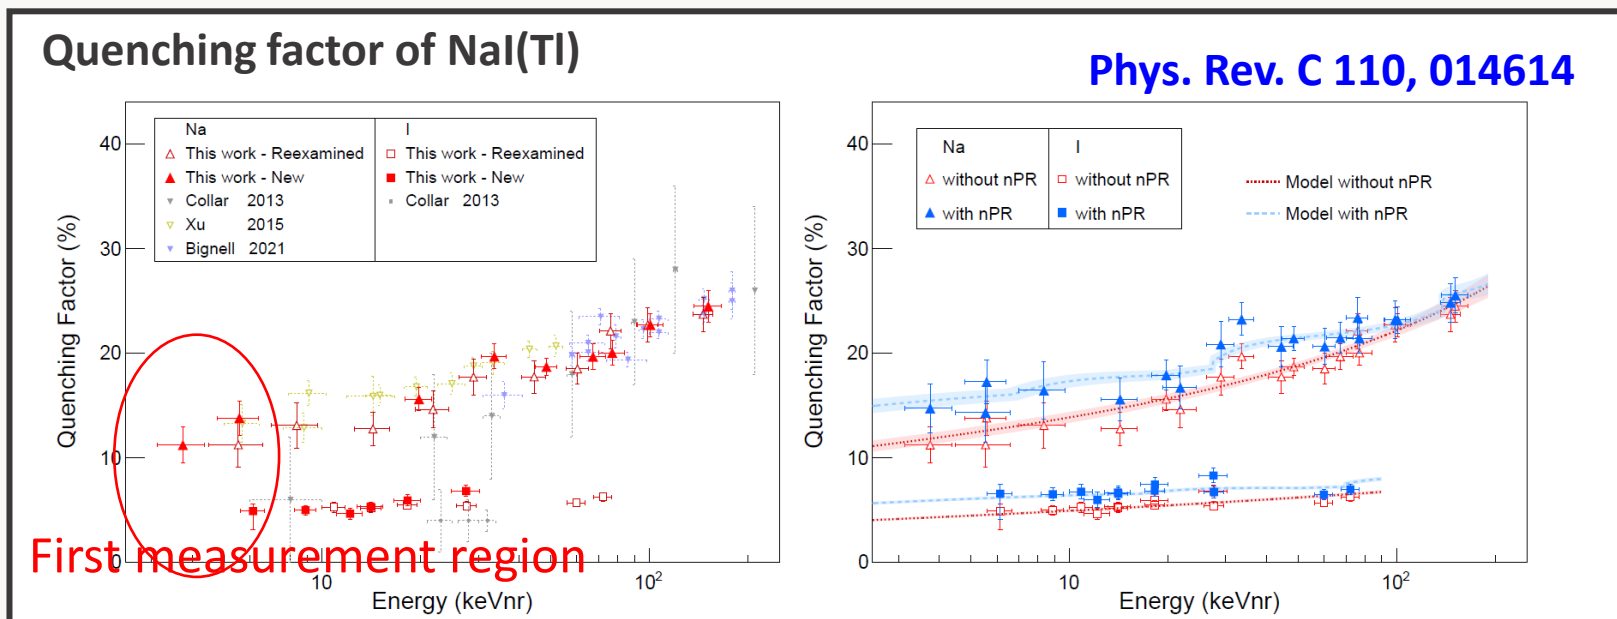 Quenching factor of NaI(Tl)
Phys. Rev. C 110, 014614
Quenching Factor (%)
40
30
20
10
0
Na I
This work - Reexamined This work - Reexamined
This work - New This work - New
Collar 2013 Collar 2013
Xu 2015
Bignell 2021
First measurement region
10 10²
Energy (keVnr)
Quenching Factor (%)
40
30
20
10
0
Na I
without nPR without nPR
with nPR with nPR
Model without nPR
Model with nPR
10 10²
Energy (keVnr)